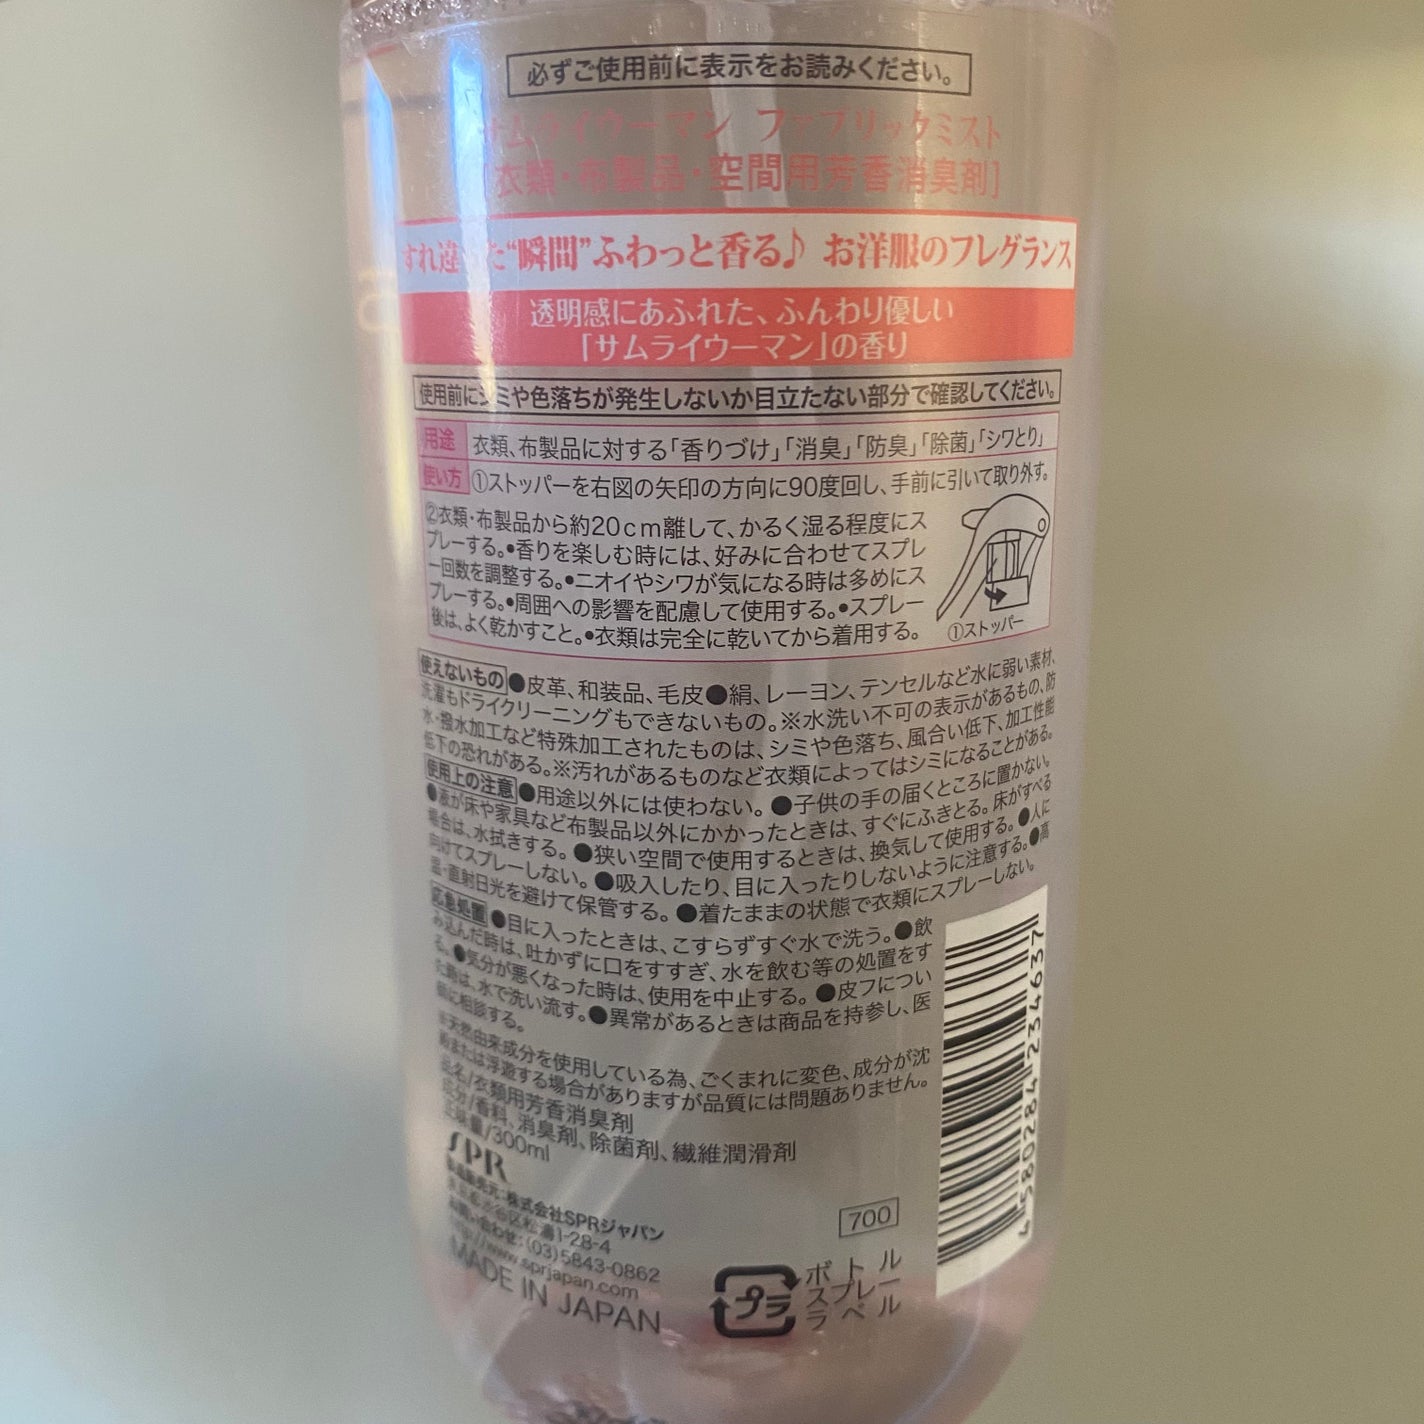 必ずご使用前に表示をお読みください。
サムライウーマン ファブリックミスト
[衣類・布製品・空間用芳香消臭剤]
すれ違った“瞬間”ふわっと香る♪ お洋服のフレグランス
透明感にあふれた、ふんわり優しい
「サムライウーマン」の香り
使用前にシミや色落ちが発生しないか目立たない部分で確認してください。
用途 衣類、布製品に対する「香りづけ」「消臭」「防臭」「除菌」「シワとり」
使い方 ①ストッパーを右図の矢印の方向に90度回し、手前に引いて取り外す。
②衣類・布製品から約20cm離して、かるく湿る程度にス
プレーする。•香りを楽しむ時には、好みに合わせてスプレ
ー回数を調整する。•ニオイやシワが気になる時は多めにス
プレーする。•周囲への影響を配慮して使用する。•スプレー
後は、よく乾かすこと。•衣類は完全に乾いてから着用する。
①ストッパー
使えないもの ●皮革、和装品、毛皮●絹、レーヨン、テンセルなど水に弱い素材、
洗濯もドライクリーニングもできないもの。※水洗い不可の表示があるもの、防
水・撥水加工など特殊加工されたものは、シミや色落ち、風合い低下、加工性能
低下の恐れがある。※汚れがあるものなど衣類によってはシミになることがある。
使用上の注意 ●用途以外には使わない。●子供の手の届くところに置かない。
●液が床や家具など布製品以外にかかったときは、すぐにふきとる。床がすべる
場合は、水拭きする。●狭い空間で使用するときは、換気して使用する。●人に
向けてスプレーしない。●吸入したり、目に入ったりしないように注意する。●高
温・直射日光を避けて保管する。●着たままの状態で衣類にスプレーしない。
応急処置 ●目に入ったときは、こすらずすぐ水で洗う。●飲
み込んだ時は、吐かずに口をすすぎ、水を飲む等の処置をす
る。●気分が悪くなった時は、使用を中止する。●皮フについ
た時は、水で洗い流す。●異常があるときは商品を持参し、医
師に相談する。
※天然由来成分を使用している為、ごくまれに変色、成分が沈
殿または浮遊する場合がありますが品質には問題ありません。
品名/衣類用芳香消臭剤
成分/香料、消臭剤、除菌剤、繊維潤滑剤
正味量/300ml
SPR
製造販売元:株式会社SPRジャパン
東京都渋谷区松濤1-28-4
お問い合わせ:(03)5843-0862
http://www.sprjapan.com
MADE IN JAPAN
700
プラ
ボトル
スプレー
ラベル
4 580284 234637